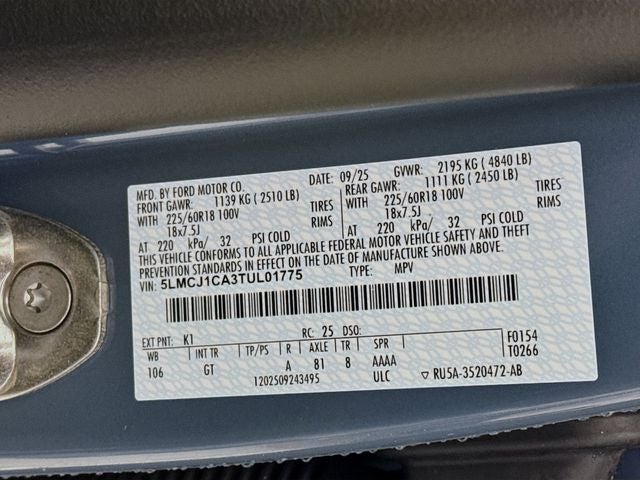 MFD. BY FORD MOTOR CO. DATE: 09/25 GVWR: 2195 KG ( 4840 LB)
FRONT GAWR: 1139 KG ( 2510 LB) REAR GAWR: 1111 KG ( 2450 LB)
WITH 225/60R18 100V TIRES WITH 225/60R18 100V TIRES
18x7.5J RIMS 18x7.5J RIMS
AT 220 kPa/ 32 PSI COLD AT 220 kPa/ 32 PSI COLD
THIS VEHICLE CONFORMS TO ALL APPLICABLE FEDERAL MOTOR VEHICLE SAFETY AND THEFT
PREVENTION STANDARDS IN EFFECT ON THE DATE OF MANUFACTURE SHOWN ABOVE.
VIN: 5LMCJ1CA3TUL01775 TYPE: MPV
EXT PNT: K1 RC: 25 DSO: F0154
WB INT TR TP/PS R AXLE TR SPR T0266
106 GT A 81 8 AAAA
1202509243495 ULC ▽ RU5A-3520472-AB